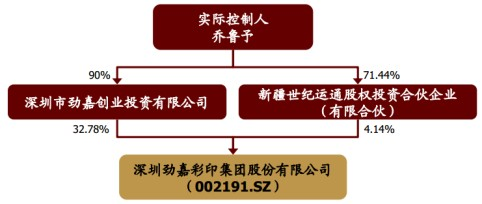 实际控制人
乔鲁予
90%
71.44%
深圳市劲嘉创业投资有限公司
新疆世纪运通股权投资合伙企业
（有限合伙）
32.78%
4.14%
深圳劲嘉彩印集团股份有限公司
（002191.SZ）